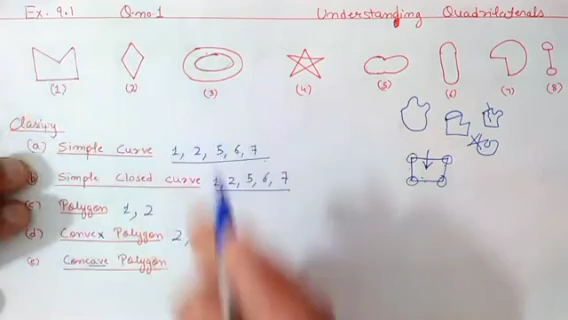 Ex. 9.1 Q.no.1 Understanding Quadrilaterals
(1) (2) (3) (4) (5) (6) (7) (8)
Classify
(a) Simple Curve 1, 2, 5, 6, 7
(b) Simple Closed curve 1, 2, 5, 6, 7
(c) Polygon 1, 2
(d) Convex Polygon 2,
(e) Concave Polygon